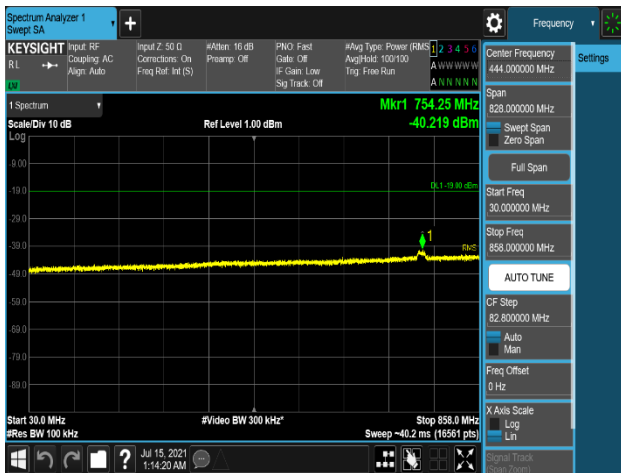 Spectrum Analyzer 1
Swept SA
Frequency
KEYSIGHT
Input: RF
Input Z: 50 Ω
#Atten: 16 dB
PNO: Fast
#Avg Type: Power (RMS
1 2 3 4 5 6
RL
Coupling: AC
Corrections: On
Preamp: Off
Gate: Off
Avg|Hold: 100/100
A W W W W W
Align: Auto
Freq Ref: Int (S)
IF Gain: Low
Trig: Free Run
Sig Track: Off
A N N N N N
1 Spectrum
Mkr1 754.25 MHz
Scale/Div 10 dB
Ref Level 1.00 dBm
-40.219 dBm
Log
-9.00
DL1 -19.00 dBm
-19.0
-29.0
1
-39.0
RMS
-49.0
-59.0
-69.0
-79.0
-89.0
Start 30.0 MHz
#Video BW 300 kHz*
Stop 858.0 MHz
#Res BW 100 kHz
Sweep ~40.2 ms (16561 pts)
?
Jul 15, 2021
1:14:20 AM
Center Frequency
444.000000 MHz
Settings
Span
828.000000 MHz
Swept Span
Zero Span
Full Span
Start Freq
30.000000 MHz
Stop Freq
858.000000 MHz
AUTO TUNE
CF Step
82.800000 MHz
Auto
Man
Freq Offset
0 Hz
X Axis Scale
Log
Lin
Signal Track
(Span Zoom)